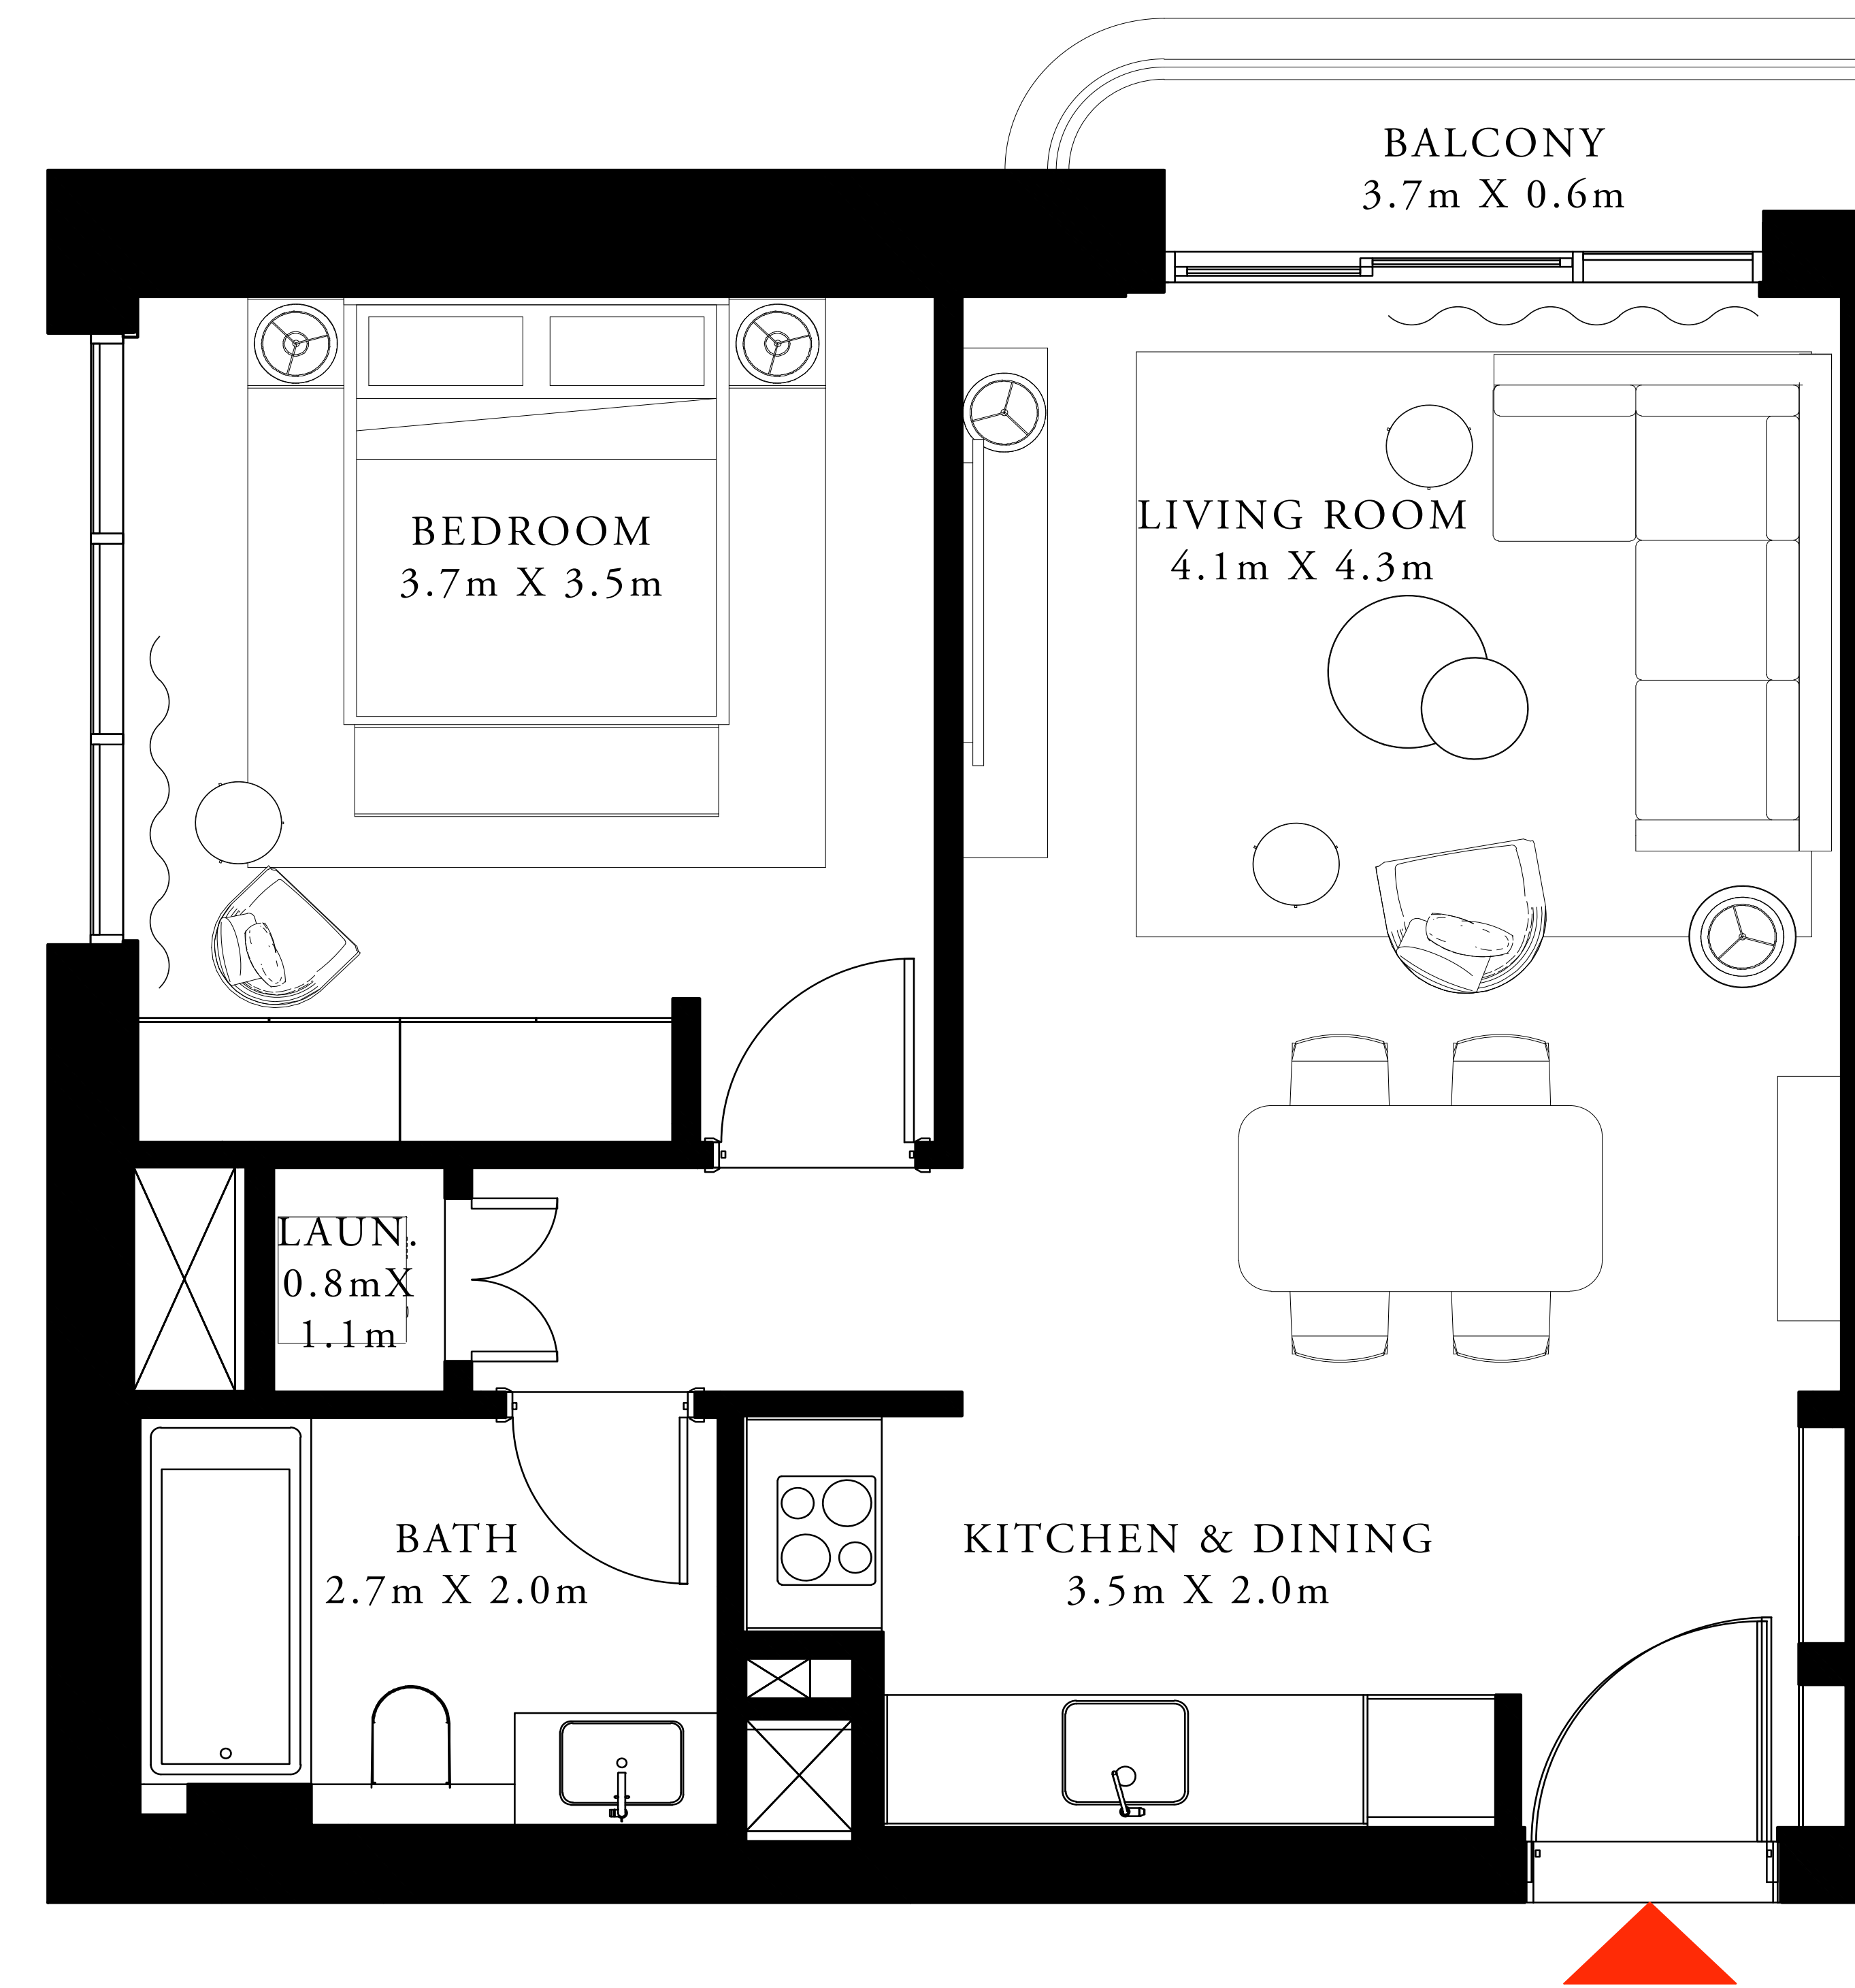 BALCONY
3.7m X 0.6m
BEDROOM
3.7m X 3.5m
LIVING ROOM
4.1m X 4.3m
LAUN.
0.8mX
1.1m
BATH
2.7m X 2.0m
KITCHEN & DINING
3.5m X 2.0m